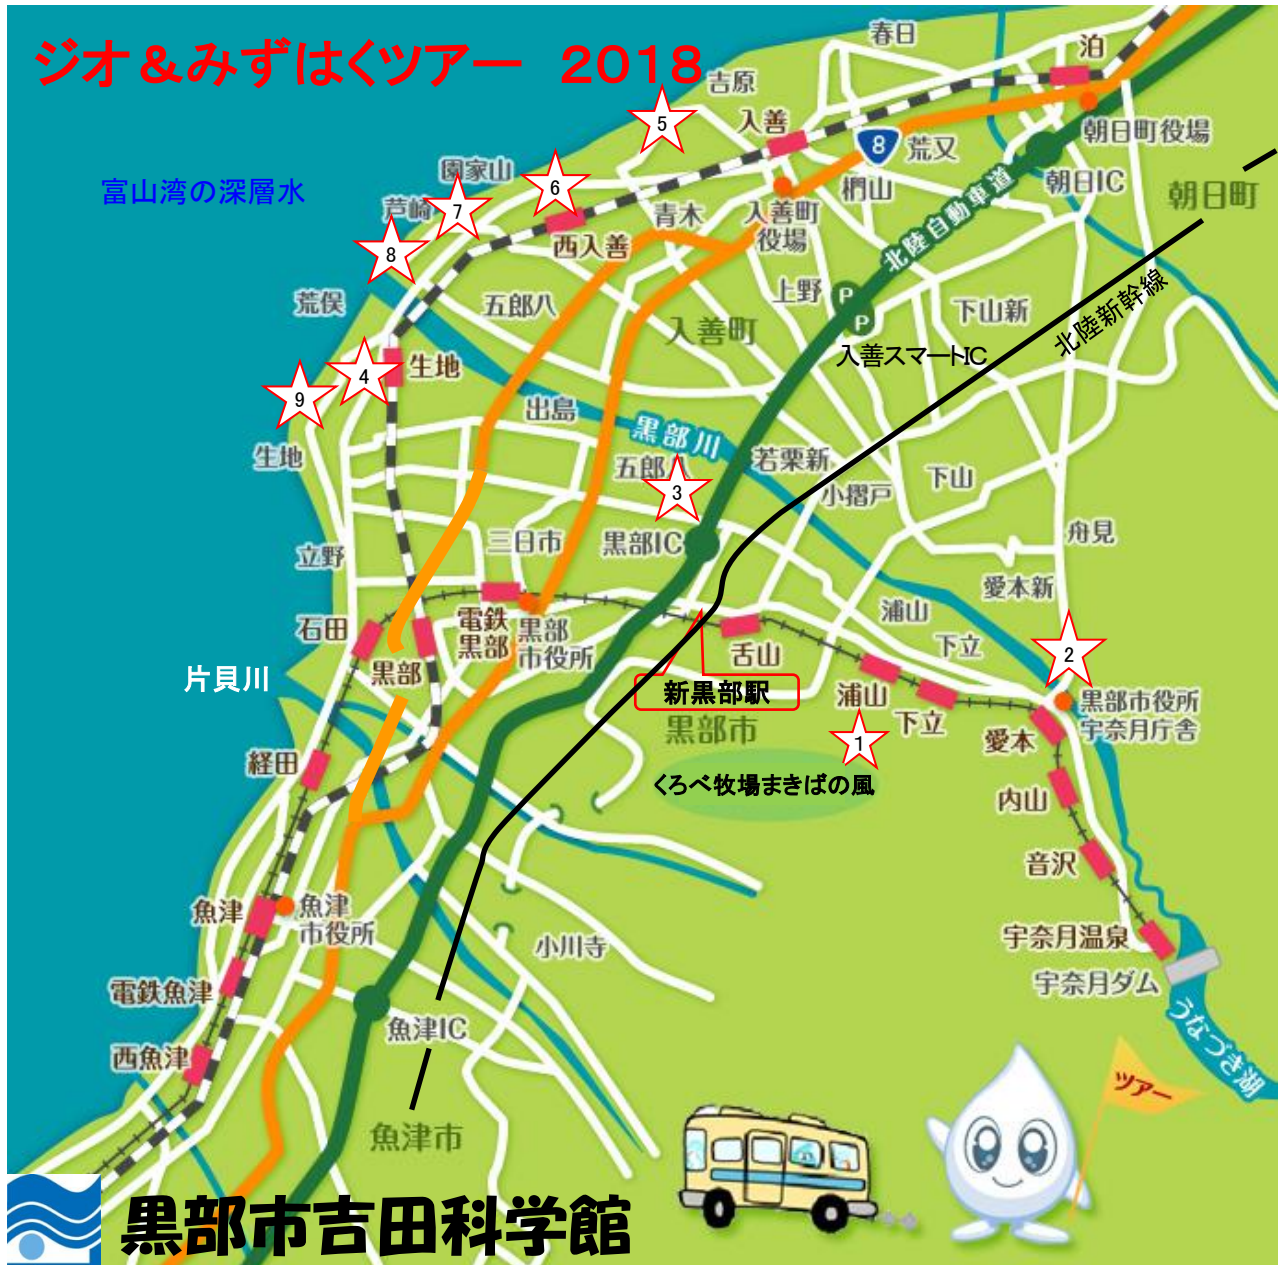 ジオ&みずはくツアー 2018
春日
泊
吉原
5
入善
8
荒又
朝日町役場
園家山
富山湾の深層水
6
椚山
朝日IC
朝日町
芦崎
7
青木
入善町
役場
北陸自動車道
西入善
8
荒俣
五郎八
上野
P
P
下山新
北陸新幹線
入善町
入善スマートIC
生地
4
9
出島
黒部川
生地
五郎八
若栗新
下山
3
小摺戸
立野
三日市
黒部IC
舟見
愛本新
石田
電鉄
黒部
黒部
市役所
浦山
下立
2
片貝川
黒部
舌山
新黒部駅
浦山
下立
黒部市役所
宇奈月庁舎
黒部市
1
愛本
経田
くろべ牧場まきばの風
内山
音沢
魚津
魚津
市役所
小川寺
宇奈月温泉
宇奈月ダム
電鉄魚津
魚津IC
うなづき湖
西魚津
ツアー
魚津市
黒部市吉田科学館